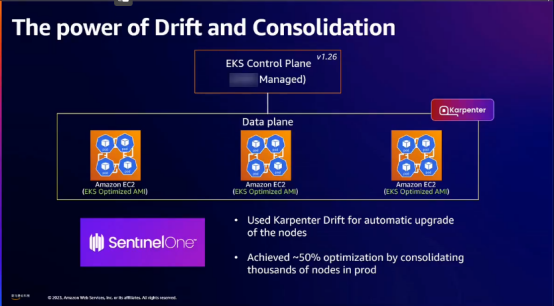 The power of Drift and Consolidation
v1.26
EKS Control Plane
Managed)
Karpenter
Data plane
Amazon EC2
(EKS Optimized AMI)
Amazon EC2
(EKS Optimized AMI)
Amazon EC2
(EKS Optimized AMI)
SentinelOne
• Used Karpenter Drift for automatic upgrade
of the nodes
• Achieved ~50% optimization by consolidating
thousands of nodes in prod
© 2023, Amazon Web Services, Inc. or its affiliates. All rights reserved.